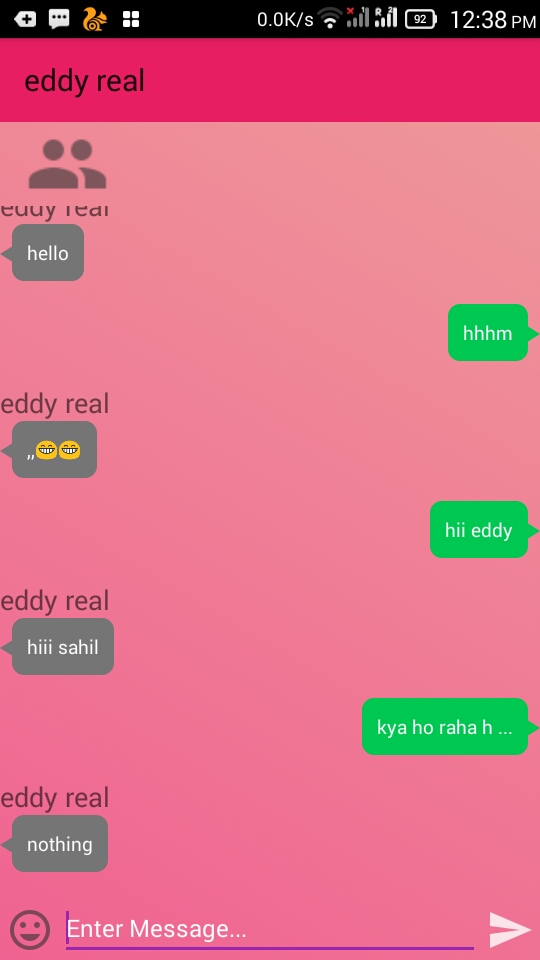 0.0K/s 92 12:38 PM
eddy real
eddy real
hello
hhhm
eddy real
,,😁😁
hii eddy
eddy real
hiii sahil
kya ho raha h ...
eddy real
nothing
Enter Message...